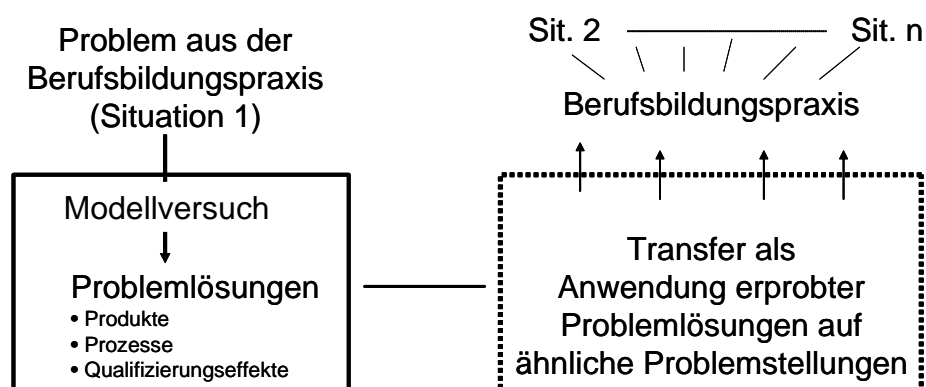 Problem aus der
Berufsbildungspraxis
(Situation 1)
Modellversuch
Problemlösungen
• Produkte
• Prozesse
• Qualifizierungseffekte
Sit. 2
Sit. n
Berufsbildungspraxis
Transfer als
Anwendung erprobter
Problemlösungen auf
ähnliche Problemstellungen